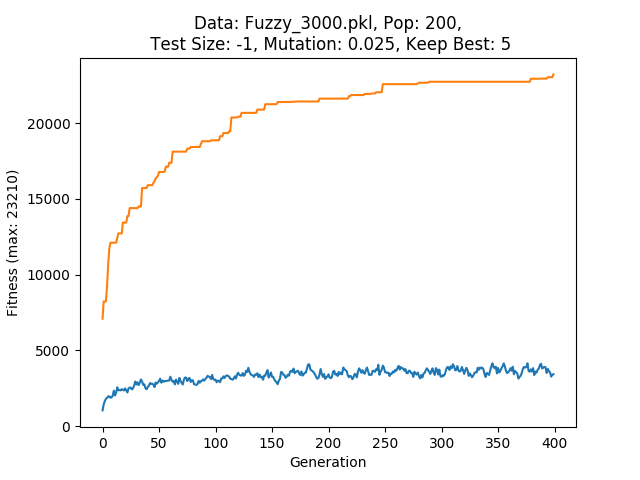 Data: Fuzzy_3000.pkl, Pop: 200,
Test Size: -1, Mutation: 0.025, Keep Best: 5
Fitness (max: 23210)
20000
15000
10000
5000
0
0 50 100 150 200 250 300 350 400
Generation